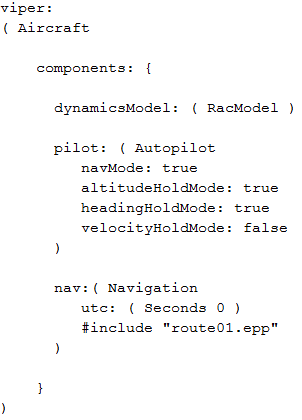 viper:
( Aircraft
components: {
dynamicsModel: ( RacModel )
pilot: ( Autopilot
navMode: true
altitudeHoldMode: true
headingHoldMode: true
velocityHoldMode: false
)
nav:( Navigation
utc: ( Seconds 0 )
#include "route01.epp"
)
}
)